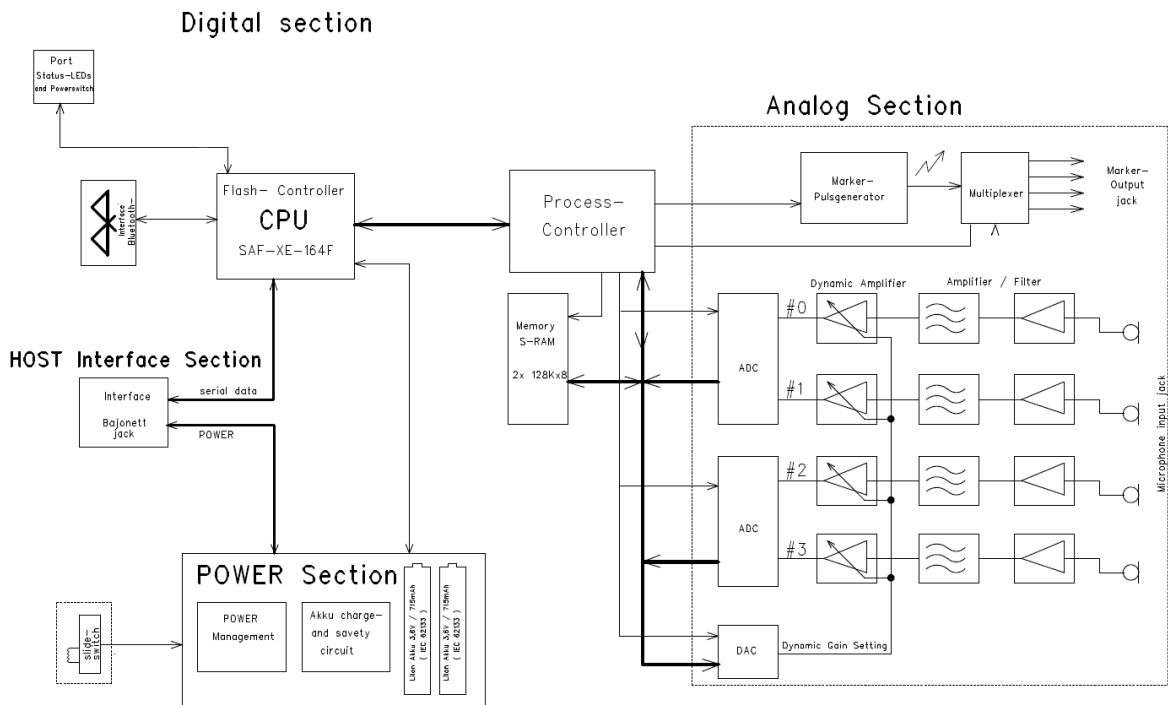 Digital section
Port
Status-LEDs
and Powerswitch
Flash- Controller
CPU
SAF-XE-164F
Interface
Bluetooth-
HOST Interface Section
Interface
Bajonett
jack
serial data
POWER
POWER Section
POWER
Management
Akku charge-
and savety
circuit
LiIon Akku 3,6V / 715mAh
( IEC 62133 )
LiIon Akku 3,6V / 715mAh
( IEC 62133 )
slide-
switch
Process-
Controller
Memory
S-RAM
2x 128Kx8
Analog Section
Marker-
Pulsgenerator
Multiplexer
Marker-
Output
jack
Dynamic Amplifier
Amplifier / Filter
#0
ADC
#1
#2
ADC
#3
DAC
Dynamic Gain Setting
Microphone input jack